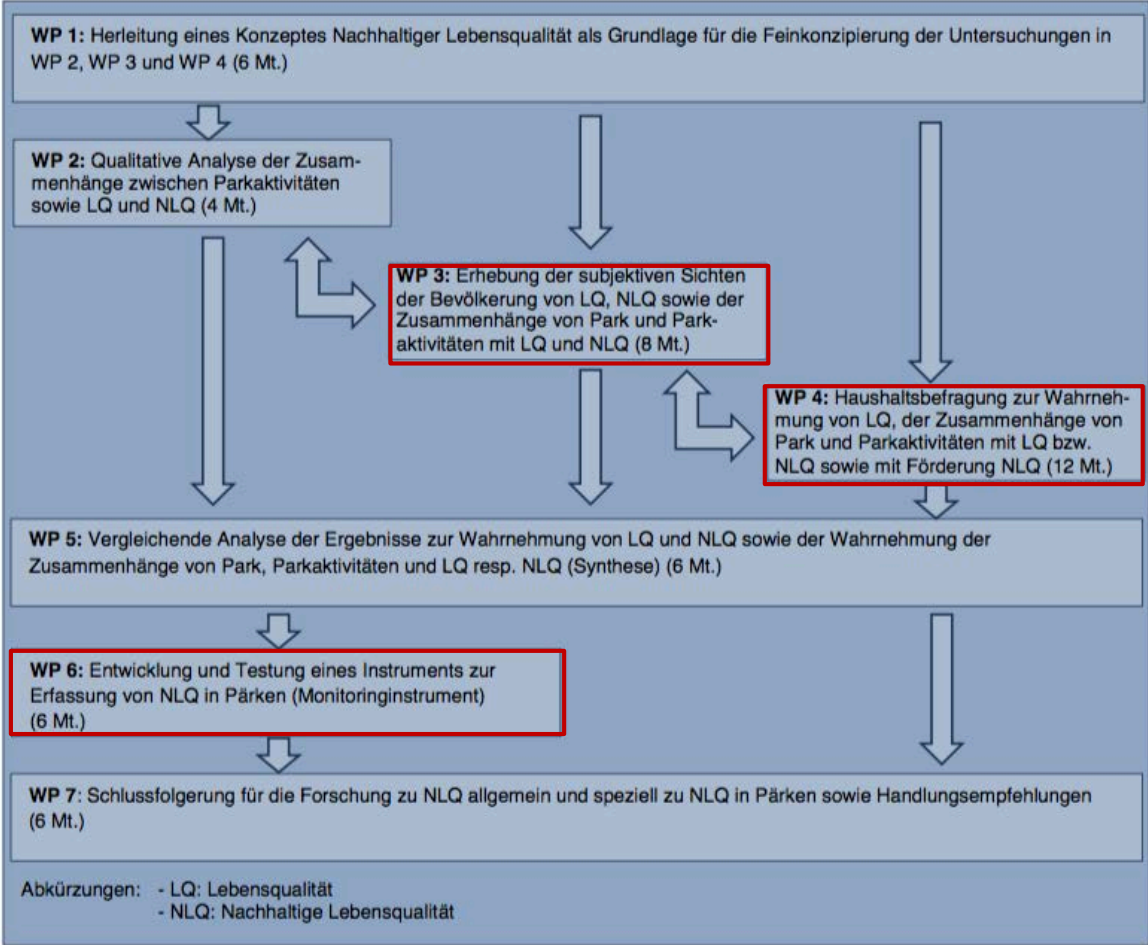 WP 1: Herleitung eines Konzeptes Nachhaltiger Lebensqualität als Grundlage für die Feinkonzipierung der Untersuchungen in
WP 2, WP 3 und WP 4 (6 Mt.)
WP 2: Qualitative Analyse der Zusam-
menhänge zwischen Parkaktivitäten
sowie LQ und NLQ (4 Mt.)
WP 3: Erhebung der subjektiven Sichten
der Bevölkerung von LQ, NLQ sowie der
Zusammenhänge von Park und Park-
aktivitäten mit LQ und NLQ (8 Mt.)
WP 4: Haushaltsbefragung zur Wahrneh-
mung von LQ, der Zusammenhänge von
Park und Parkaktivitäten mit LQ bzw.
NLQ sowie mit Förderung NLQ (12 Mt.)
WP 5: Vergleichende Analyse der Ergebnisse zur Wahrnehmung von LQ und NLQ sowie der Wahrnehmung der
Zusammenhänge von Park, Parkaktivitäten und LQ resp. NLQ (Synthese) (6 Mt.)
WP 6: Entwicklung und Testung eines Instruments zur
Erfassung von NLQ in Pärken (Monitoringinstrument)
(6 Mt.)
WP 7: Schlussfolgerung für die Forschung zu NLQ allgemein und speziell zu NLQ in Pärken sowie Handlungsempfehlungen
(6 Mt.)
Abkürzungen: - LQ: Lebensqualität
- NLQ: Nachhaltige Lebensqualität